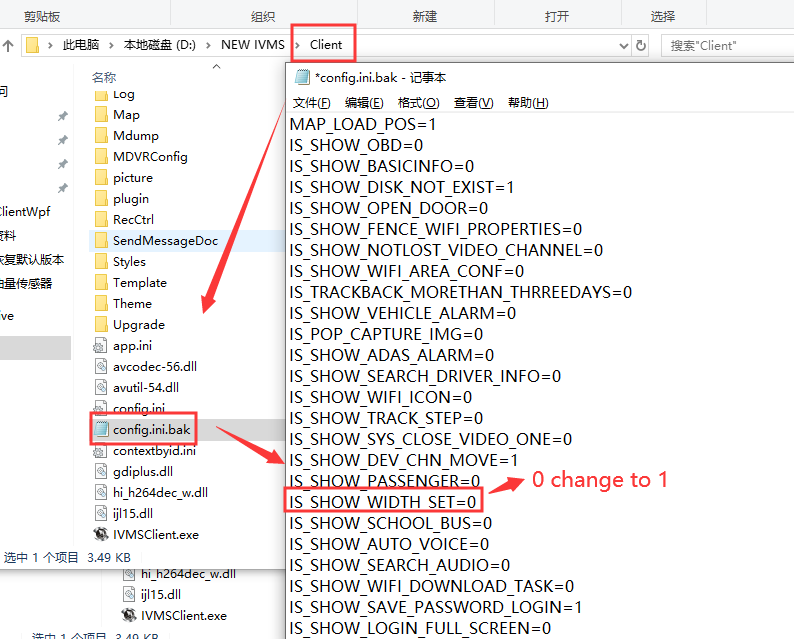 剪贴板 组织 新建 打开 选择
此电脑 本地磁盘 (D:) NEW IVMS Client 搜索"Client"
问
ClientWpf
资料
恢复默认版本
油量传感器
ive
名称
Log
Map
Mdump
MDVRConfig
picture
plugin
RecCtrl
SendMessageDoc
Styles
Template
Theme
Upgrade
app.ini
avcodec-56.dll
avutil-54.dll
config.ini
config.ini.bak
contextbyid.ini
gdiplus.dll
hi_h264dec_w.dll
ijl15.dll
IVMSClient.exe
选中 1 个项目 3.49 KB
hi_h264dec_w.dll
ijl15.dll
IVMSClient.exe
选中 1 个项目 3.49 KB
*config.ini.bak - 记事本
文件(F) 编辑(E) 格式(O) 查看(V) 帮助(H)
MAP_LOAD_POS=1
IS_SHOW_OBD=0
IS_SHOW_BASICINFO=0
IS_SHOW_DISK_NOT_EXIST=1
IS_SHOW_OPEN_DOOR=0
IS_SHOW_FENCE_WIFI_PROPERTIES=0
IS_SHOW_NOTLOST_VIDEO_CHANNEL=0
IS_SHOW_WIFI_AREA_CONF=0
IS_TRACKBACK_MORETHAN_THRREEDAYS=0
IS_SHOW_VEHICLE_ALARM=0
IS_POP_CAPTURE_IMG=0
IS_SHOW_ADAS_ALARM=0
IS_SHOW_SEARCH_DRIVER_INFO=0
IS_SHOW_WIFI_ICON=0
IS_SHOW_TRACK_STEP=0
IS_SHOW_SYS_CLOSE_VIDEO_ONE=0
IS_SHOW_DEV_CHN_MOVE=1
IS_SHOW_PASSENGER=0
IS_SHOW_WIDTH_SET=0
0 change to 1
IS_SHOW_SCHOOL_BUS=0
IS_SHOW_AUTO_VOICE=0
IS_SHOW_SEARCH_AUDIO=0
IS_SHOW_WIFI_DOWNLOAD_TASK=0
IS_SHOW_SAVE_PASSWORD_LOGIN=1
IS_SHOW_LOGIN_FULL_SCREEN=0